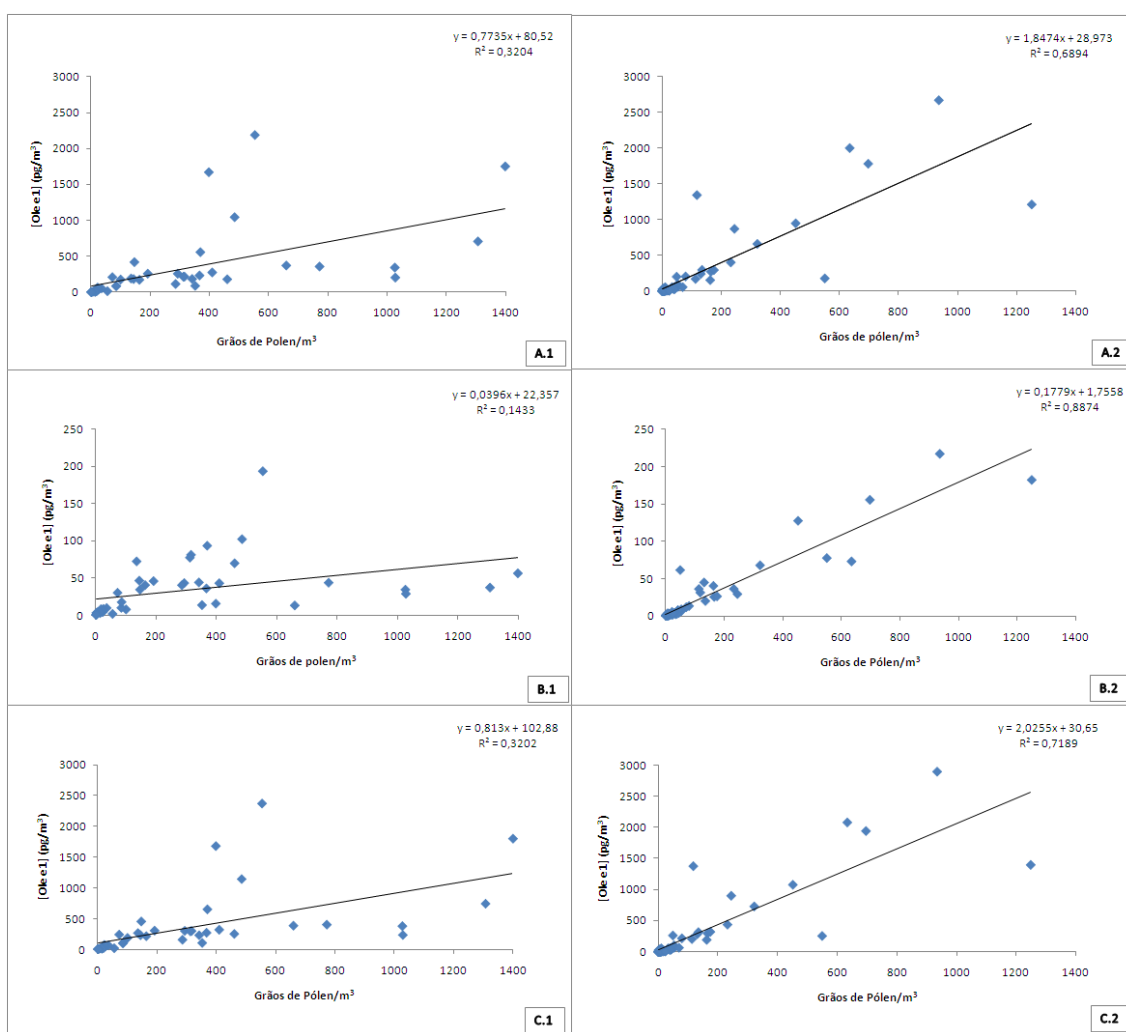 y = 0,7735x + 80,52
R² = 0,3204
3000
2500
2000
1500
1000
500
0
[Ole e1] (pg/m³)
0 200 400 600 800 1000 1200 1400
Grãos de Polen/m³
A.1
y = 1,8474x + 28,973
R² = 0,6894
3000
2500
2000
1500
1000
500
0
[Ole e1] (pg/m³)
0 200 400 600 800 1000 1200 1400
Grãos de pólen/m³
A.2
y = 0,0396x + 22,357
R² = 0,1433
250
200
150
100
50
0
[Ole e1] (pg/m³)
0 200 400 600 800 1000 1200 1400
Grãos de polen/m³
B.1
y = 0,1779x + 1,7558
R² = 0,8874
250
200
150
100
50
0
[Ole e1] (pg/m³)
0 200 400 600 800 1000 1200 1400
Grãos de Pólen/m³
B.2
y = 0,813x + 102,88
R² = 0,3202
3000
2500
2000
1500
1000
500
0
[Ole e1] (pg/m³)
0 200 400 600 800 1000 1200 1400
Grãos de Pólen/m³
C.1
y = 2,0255x + 30,65
R² = 0,7189
3000
2500
2000
1500
1000
500
0
[Ole e1] (pg/m³)
0 200 400 600 800 1000 1200 1400
Grãos de Pólen/m³
C.2